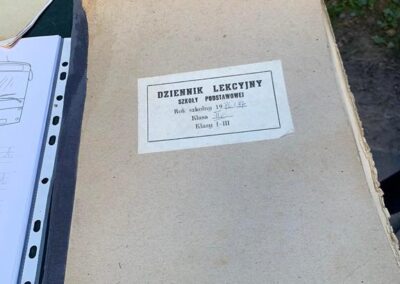 DZIENNIK LEKCYJNY
SZKOŁY PODSTAWOWEJ
Rok szkolny 19
Klasa
Klasy I-III